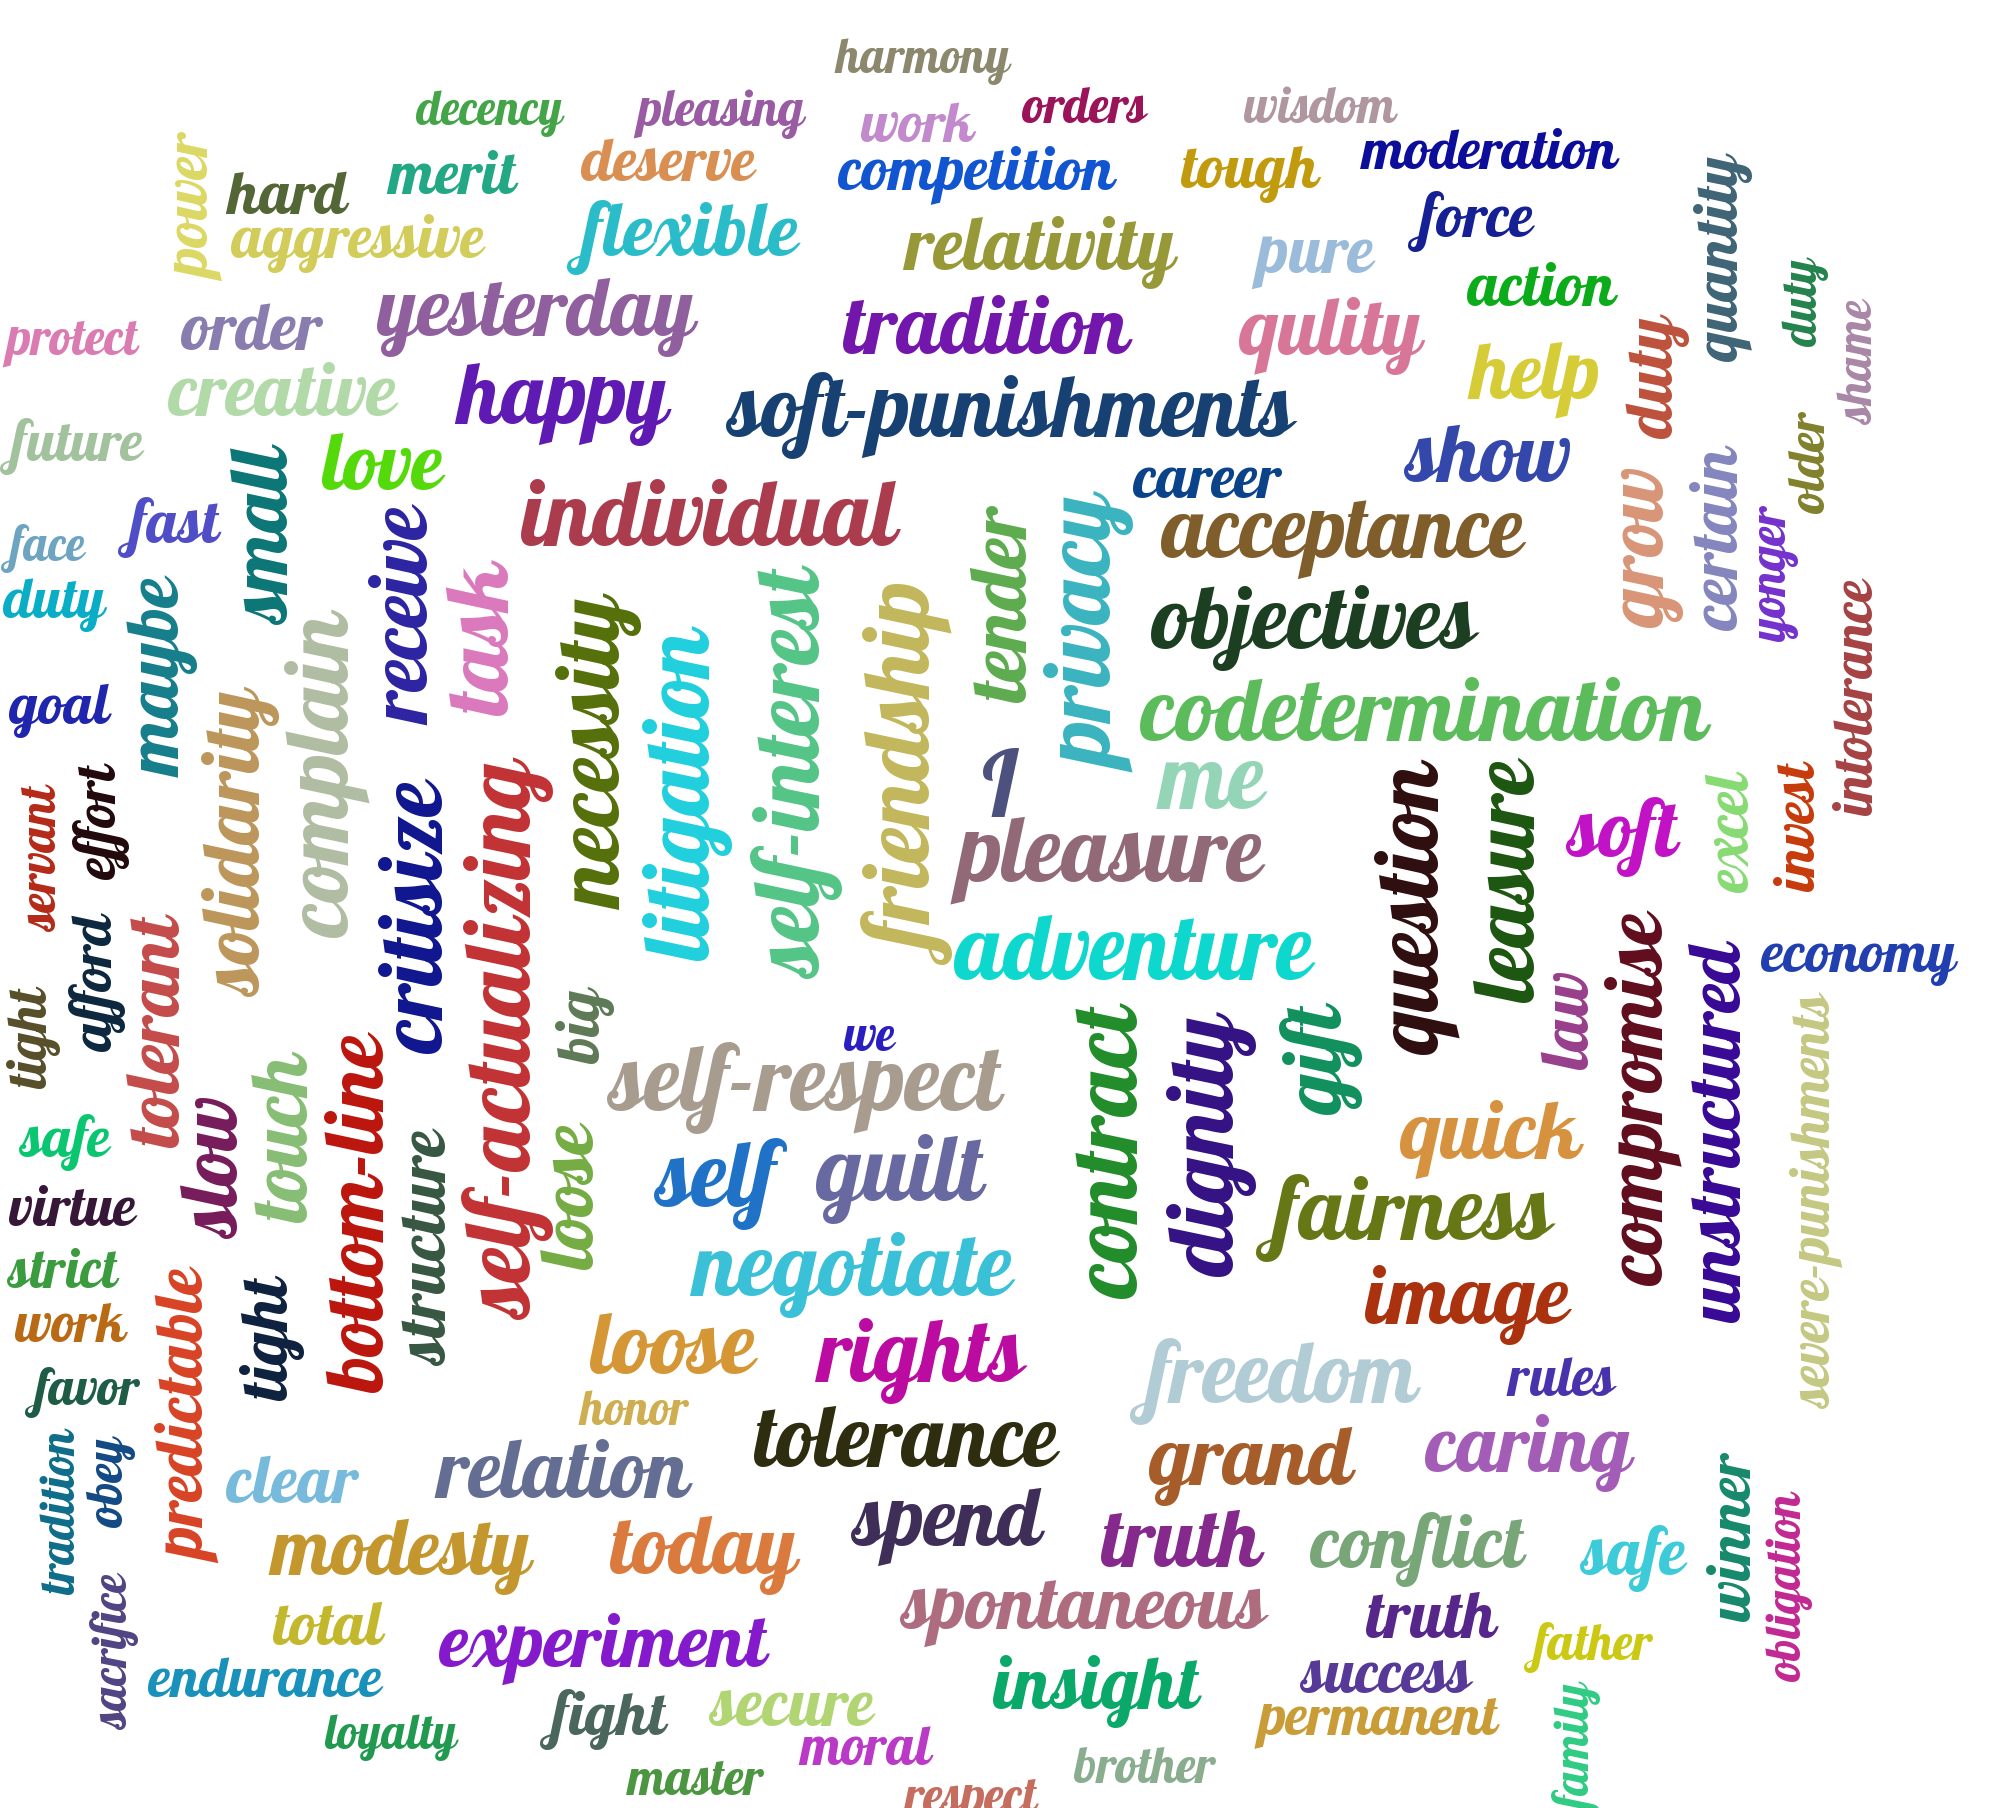 harmony
decency
pleasing
work
orders
wisdom
power
hard
merit
deserve
competition
tough
moderation
aggressive
flexible
relativity
pure
force
quantity
action
duty
protect
order
yesterday
tradition
qulity
help
duty
shame
creative
happy
soft-punishments
show
older
future
small
love
career
grow
certain
face
fast
receive
individual
tender
privacy
acceptance
yonger
duty
maybe
task
necessity
self-interest
friendship
objectives
intolerance
goal
solidarity
complain
litigation
codetermination
servant
effort
critisize
self-actualizing
I
me
question
leasure
soft
excel
invest
pleasure
afford
tolerant
adventure
law
compromise
unstructured
economy
tight
big
we
self-respect
contract
dignity
gift
severe-punishments
safe
slow
touch
bottom-line
structure
loose
self
guilt
quick
virtue
fairness
strict
negotiate
image
work
predictable
tight
loose
rights
freedom
rules
favor
honor
tolerance
grand
caring
tradition
obey
clear
relation
spend
winner
obligation
modesty
today
truth
conflict
safe
sacrifice
total
experiment
spontaneous
truth
father
endurance
insight
success
loyalty
fight
secure
permanent
family
moral
master
brother
respect